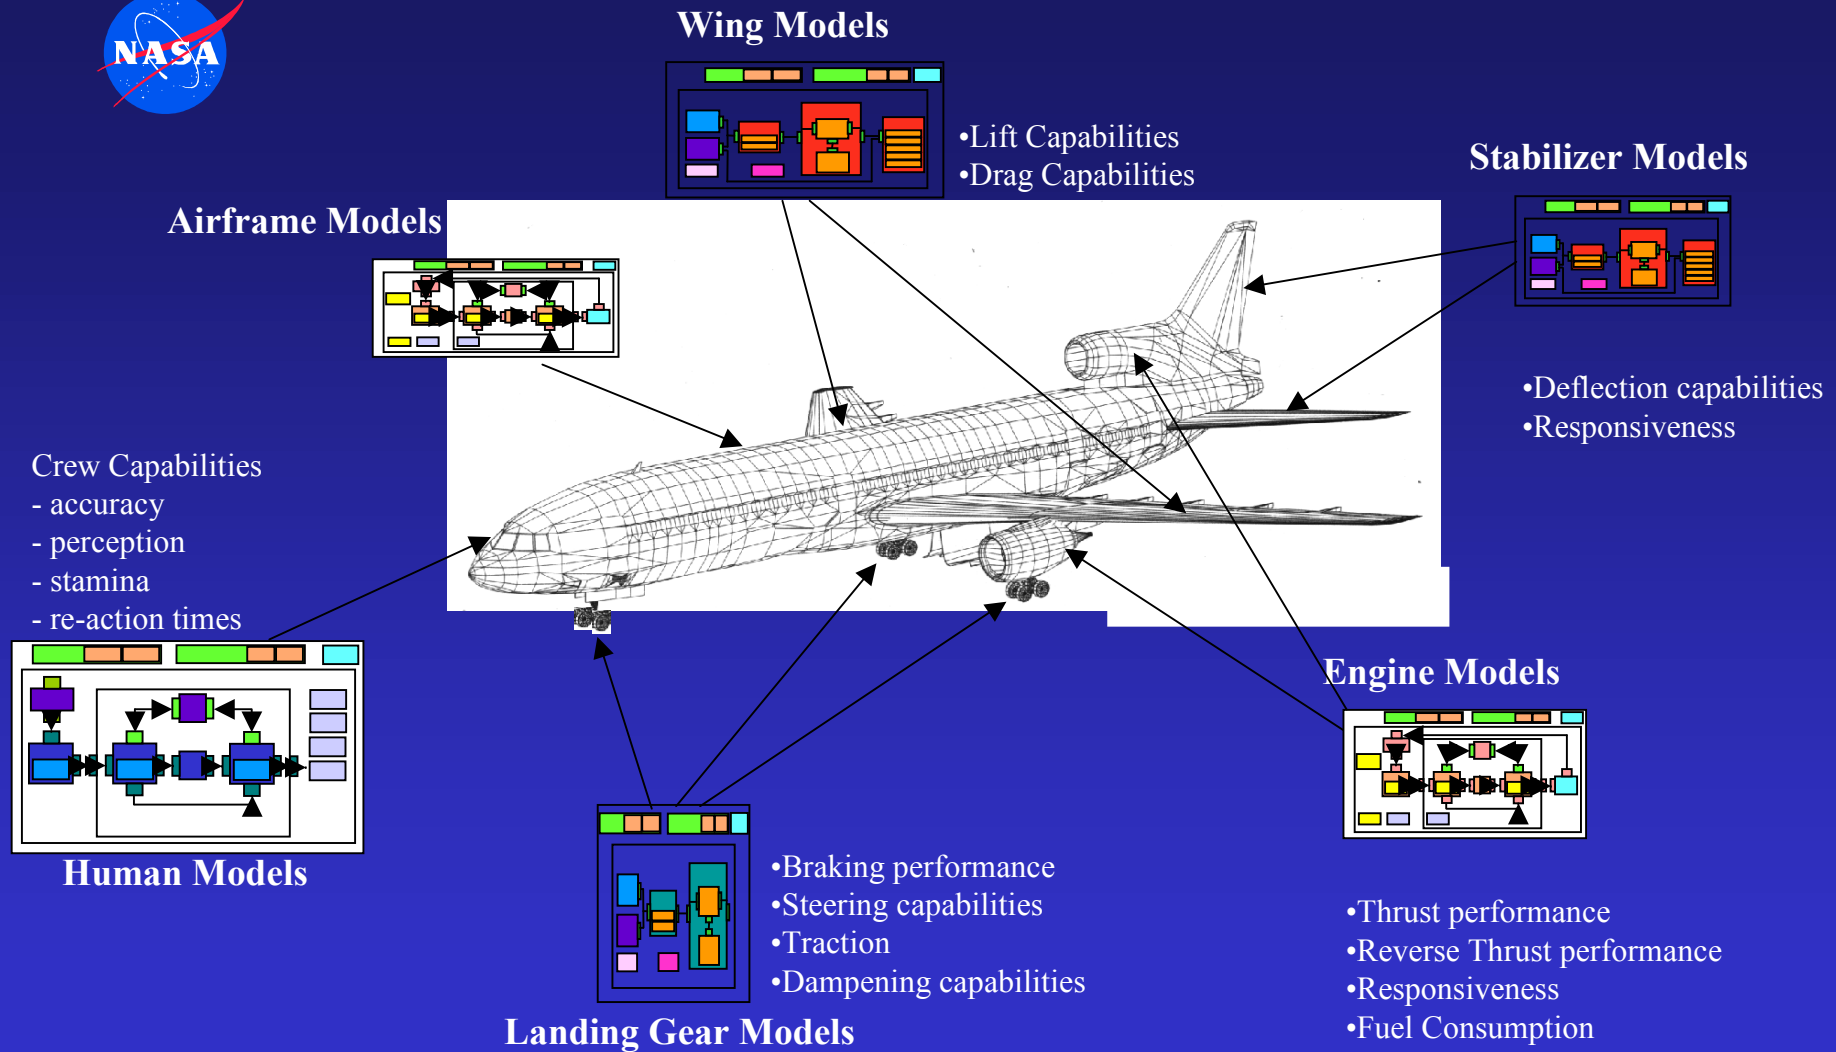 NASA
Wing Models
•Lift Capabilities
•Drag Capabilities
Stabilizer Models
•Deflection capabilities
•Responsiveness
Airframe Models
Crew Capabilities
- accuracy
- perception
- stamina
- re-action times
Human Models
•Braking performance
•Steering capabilities
•Traction
•Dampening capabilities
Landing Gear Models
Engine Models
•Thrust performance
•Reverse Thrust performance
•Responsiveness
•Fuel Consumption